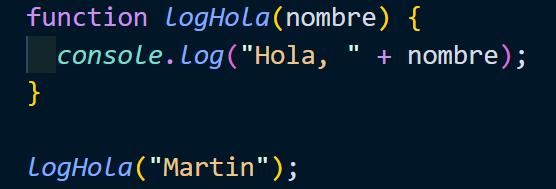 function logHola(nombre) {
  console.log("Hola, " + nombre);
}
logHola("Martin");